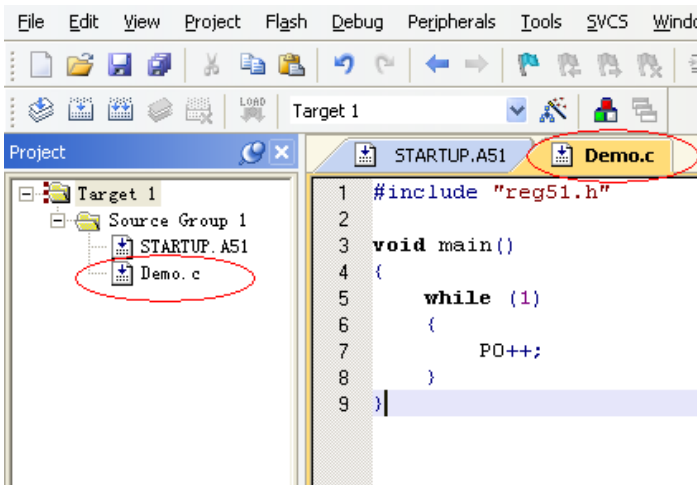 File Edit View Project Flash Debug Peripherals Tools SVCS
LOAD Target 1
Project
STARTUP.A51 Demo.c
Target 1
Source Group 1
STARTUP.A51
Demo.c
1 #include "reg51.h"
2
3 void main()
4 {
5 while (1)
6 {
7 P0++;
8 }
9 }